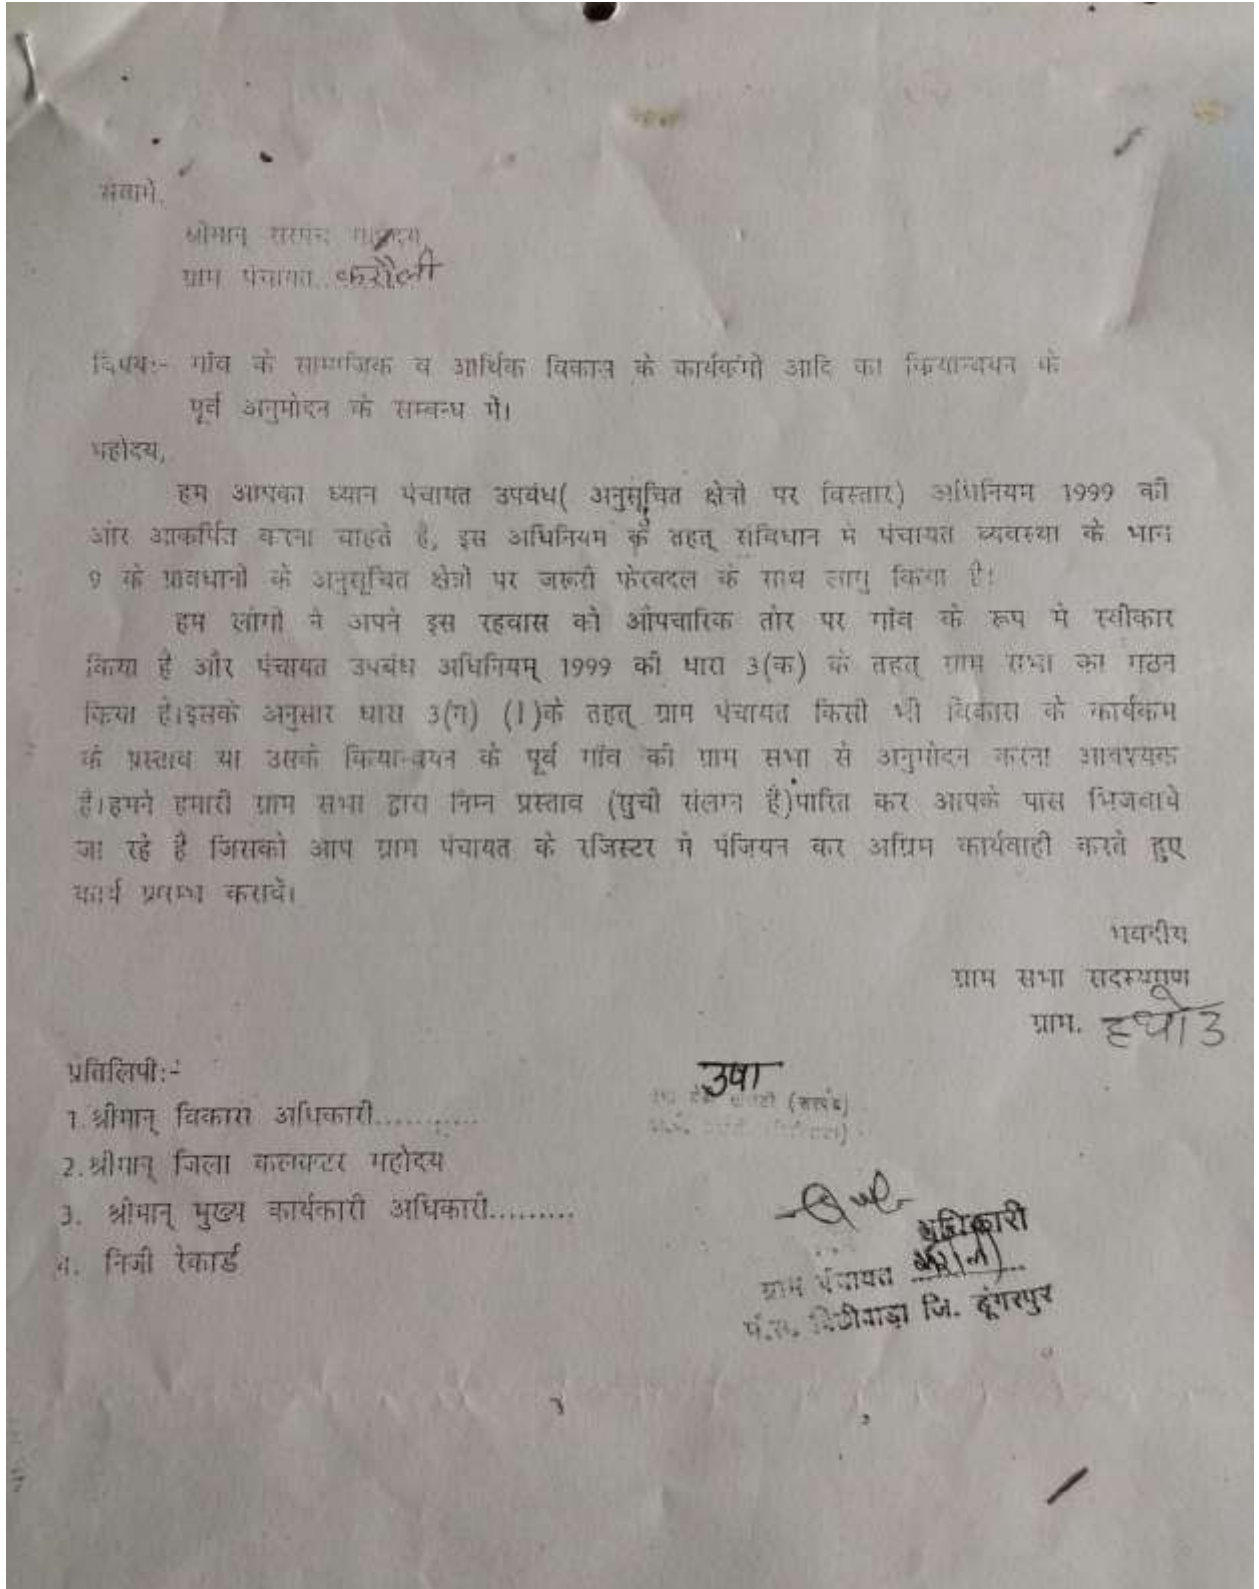 सेवामें,
श्रीमान् सरपंच महोदय,
ग्राम पंचायत..करौली
विषयः- गॉव के सामाजिक व आर्थिक विकास के कार्यकमों आदि का कियान्वयन के
पूर्व अनुमोदन के सम्बन्ध में।
महोदय,
हम आपका ध्यान पंचायत उपबंध( अनुसूचित क्षेत्रो पर विस्तार) अधिनियम 1999 की
ओर आकर्षित करना चाहते है, इस अधिनियम के तहत् संविधान मे पंचायत व्यवस्था के भाग
9 के प्रावधानो के अनुसूचित क्षेत्रो पर जरूरी फेरबदल के साथ लागु किया है।
हम लोगो ने अपने इस रहवास को औपचारिक तोर पर गॉव के रूप मे स्वीकार
किया है और पंचायत उपबंध अधिनियम् 1999 की धारा 3(क) के तहत् ग्राम सभा का गठन
किया है।इसके अनुसार धारा 3(ग) (I)के तहत् ग्राम पंचायत किसी भी विकास के कार्यकम
के प्रस्ताव या उसके कियान्वयन के पूर्व गॉव की ग्राम सभा से अनुमोदन करना आवश्यक
है।हमने हमारी ग्राम सभा द्वारा निम्न प्रस्ताव (सुची संलग्न है)पारित कर आपके पास भिजवाये
जा रहे है जिसको आप ग्राम पंचायत के रजिस्टर मे पंजियन कर अग्रिम कार्यवाही करते हुए
कार्य प्रारम्भ करावें।
भवदीय
ग्राम सभा सदस्यगण
ग्राम.
प्रतिलिपी:-
उषा
1.श्रीमान् विकास अधिकारी...........
(सरपंच)
2.श्रीमान् जिला कलक्टर महोदय
3. श्रीमान् मुख्य कार्यकारी अधिकारी.........
4. निजी रेकार्ड
अधिकारी
ग्राम पंचायत
पं.स. बिछीवाड़ा जि. डूंगरपुर